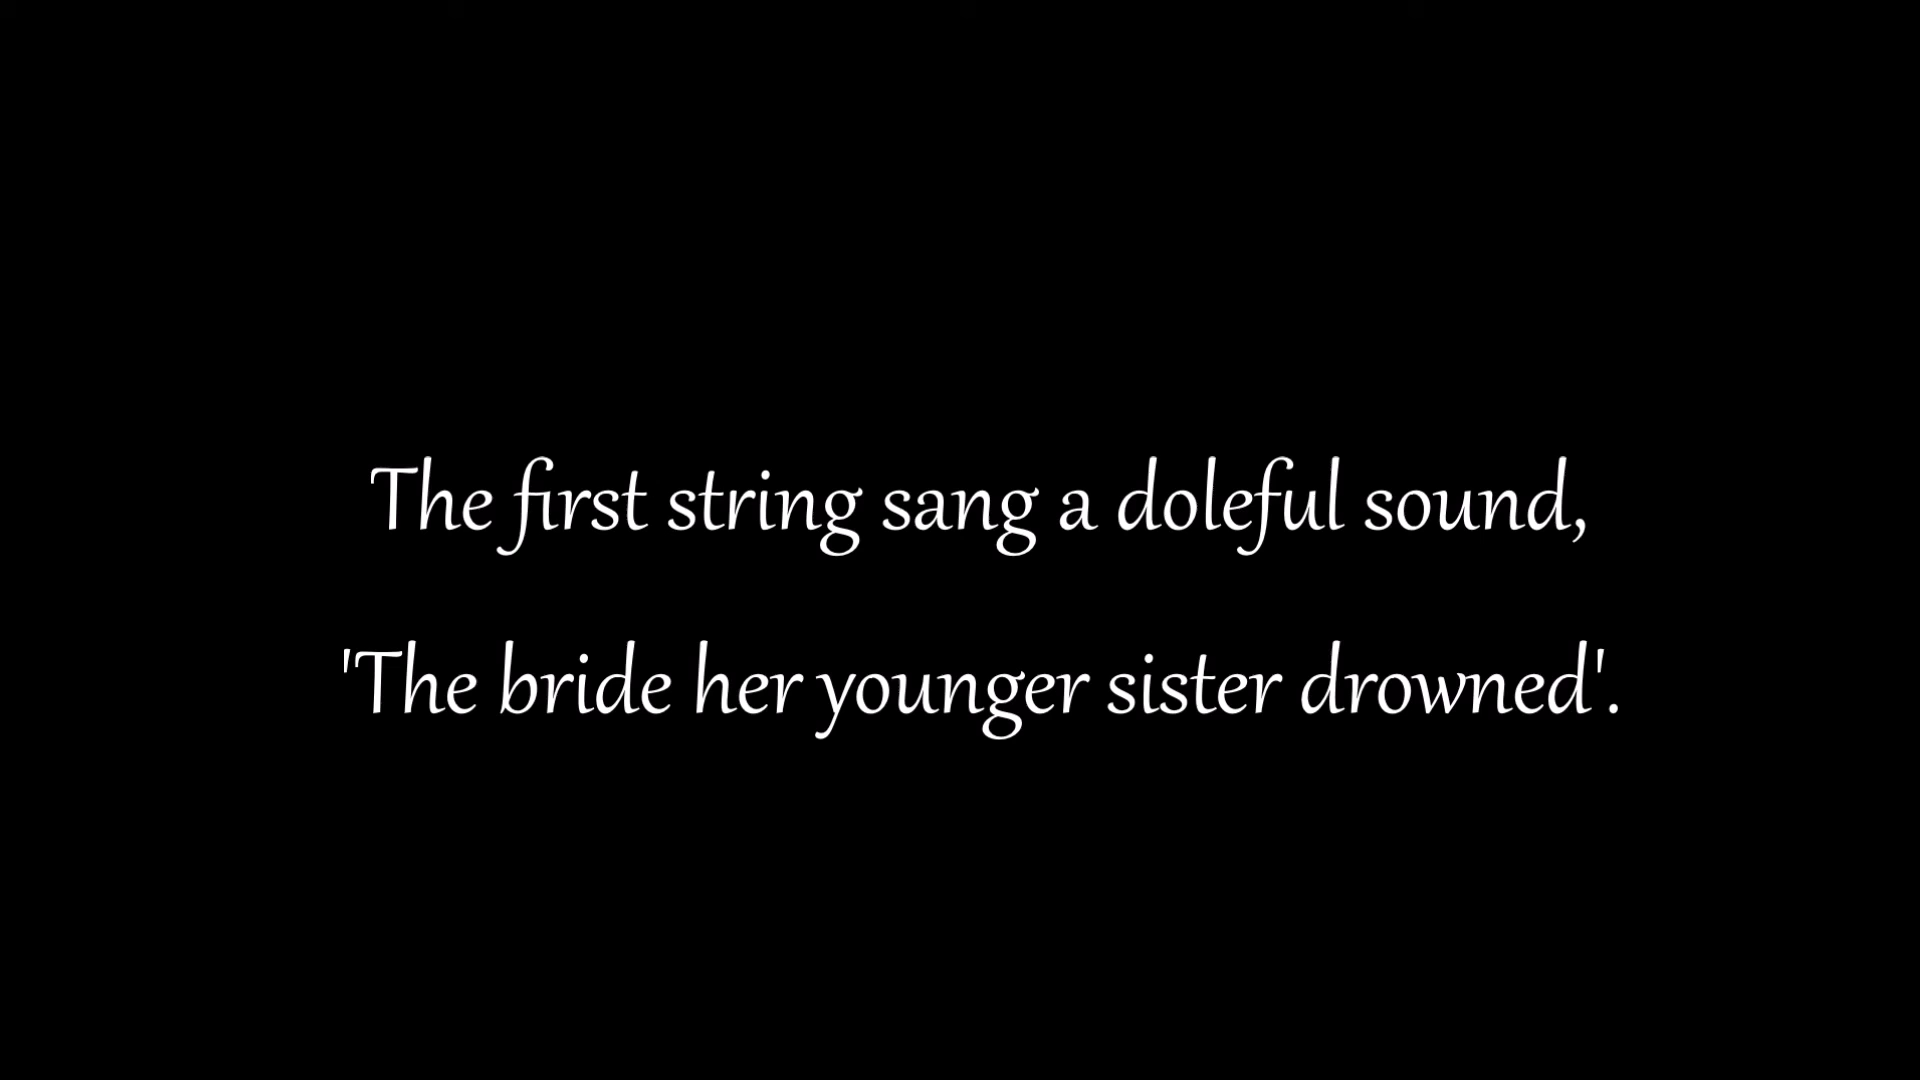 The first string sang a doleful sound,
'The bride her younger sister drowned'.